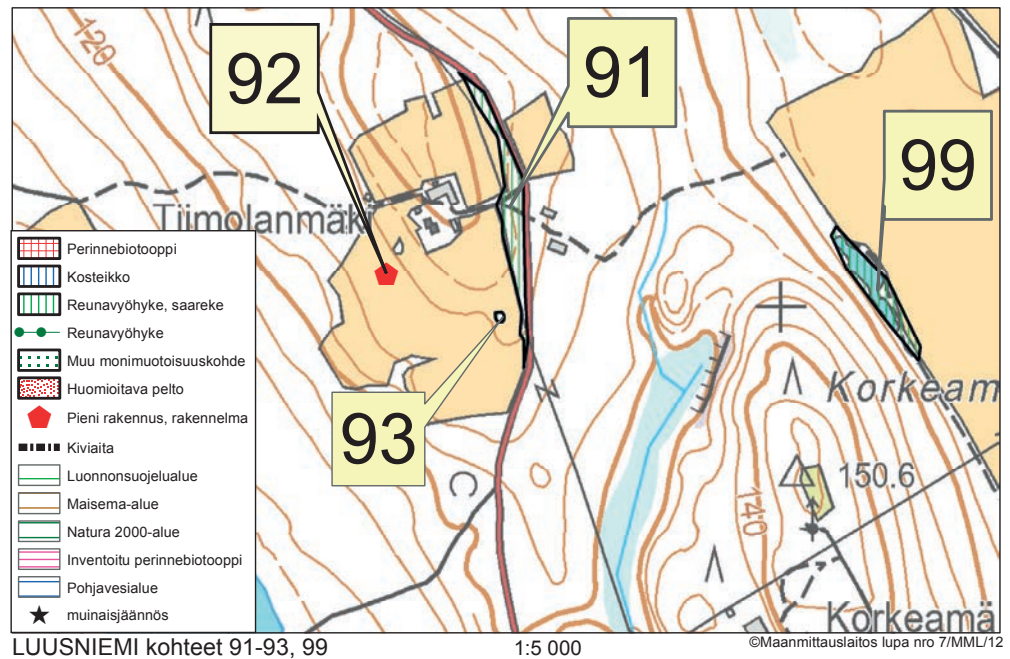 120
92
91
99
Tiimolanmäki
93
Korkeam
150.6
140
Korkeamä
Perinnebiotooppi
Kosteikko
Reunavyöhyke, saareke
Reunavyöhyke
Muu monimuotoisuuskohde
Huomioitava pelto
Pieni rakennus, rakennelma
Kiviaita
Luonnonsuojelualue
Maisema-alue
Natura 2000-alue
Inventoitu perinnebiotooppi
Pohjavesialue
muinaisjäännös
LUUSNIEMI kohteet 91-93, 99 1:5 000 ©Maanmittauslaitos lupa nro 7/MML/12